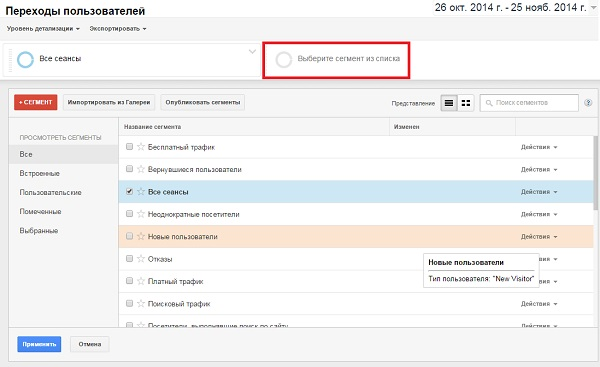 Переходы пользователей
26 окт. 2014 г. - 25 нояб. 2014 г.
Уровень детализации Экспортировать
Все сеансы
Выберите сегмент из списка
+ СЕГМЕНТ Импортировать из Галереи Опубликовать сегменты Представление Поиск сегментов ?
ПРОСМОТРЕТЬ СЕГМЕНТЫ
Все
Встроенные
Пользовательские
Помеченные
Выбранные
Название сегмента Изменен
Бесплатный трафик Действия
Вернувшиеся пользователи Действия
Все сеансы Действия
Неоднократные посетители Действия
Новые пользователи Действия
Отказы Действия
Платный трафик Действия
Поисковый трафик Действия
Посетители, выполнявшие поиск по сайту Действия
Новые пользователи
Тип пользователя: "New Visitor"
Применить Отмена